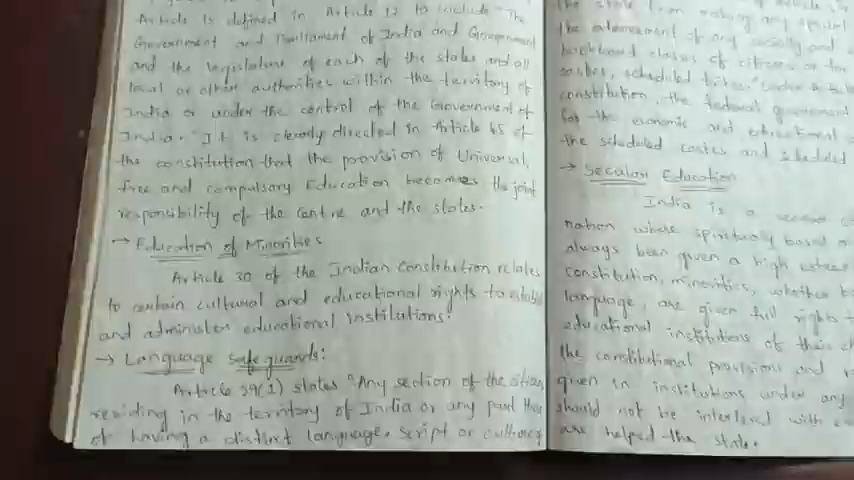 Article is defined in Article 12 to include "The
Government and Parliament of India and Government
and the legislature of each of the states and all
local or other authorities within the territory of
India or under the control of the Government of
India." It is clearly directed in Article 45 of
the constitution that the provision of Universal,
free and compulsory Education becomes the joint
responsibility of the centre and the states.
→ Education of Minorities
Article 30 of the Indian Constitution relates
to certain cultural and educational rights to establish
and administer educational institutions.
→ Language Safeguards:
Article 39(1) states "Any section of the citizen
residing in the territory of India or any part
of having a distinct language, script or culture
the state from making any special
the advancement of any socially and
backward classes of citizens or for
castes, scheduled tribes" under a
constitution, the federal government
for the economic and educational
the scheduled castes and scheduled
→ Secular Education
India is a secular
nation where spirituality based
always been given a high esteem
constitution, minorities, whether
language, are given full rights
educational institutions of their
the constitutional provisions and
given in institutions under any
should not be interfered with
are helped the state.